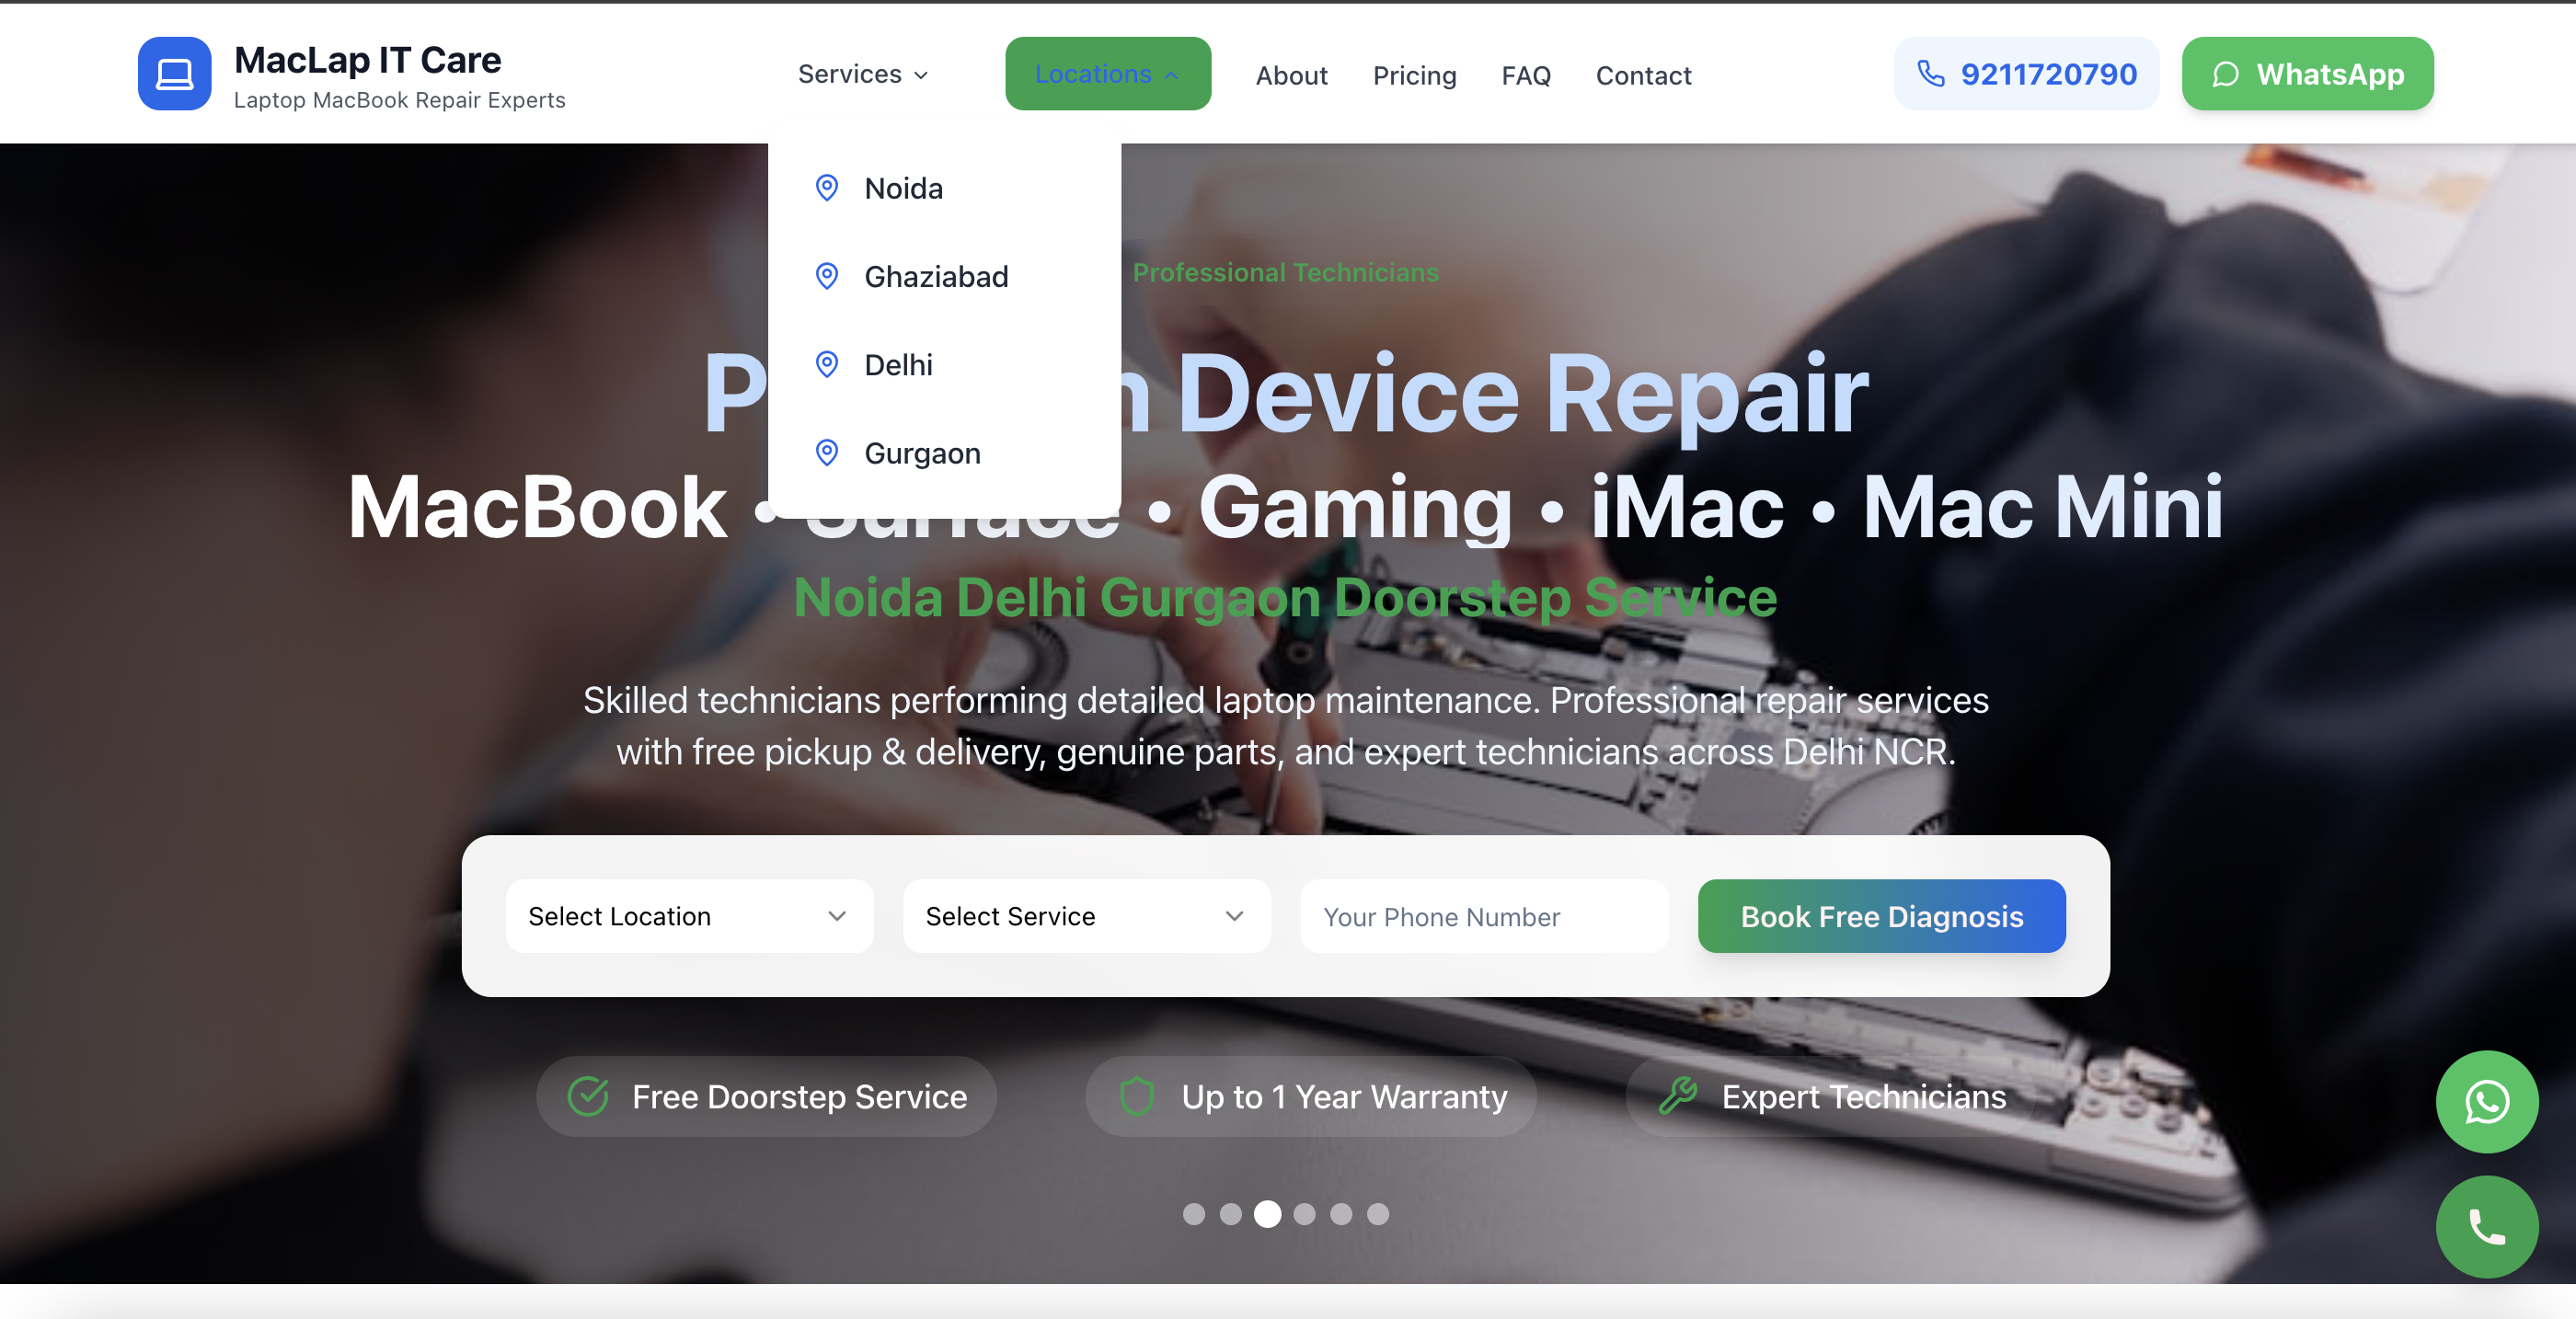 MacLap IT Care
Laptop MacBook Repair Experts
Services
Locations
About
Pricing
FAQ
Contact
9211720790
WhatsApp
Noida
Ghaziabad
Delhi
Gurgaon
Professional Technicians
Device Repair
MacBook • • Gaming • iMac • Mac Mini
Noida Delhi Gurgaon Doorstep Service
Skilled technicians performing detailed laptop maintenance. Professional repair services
with free pickup & delivery, genuine parts, and expert technicians across Delhi NCR.
Select Location
Select Service
Your Phone Number
Book Free Diagnosis
Free Doorstep Service
Up to 1 Year Warranty
Expert Technicians